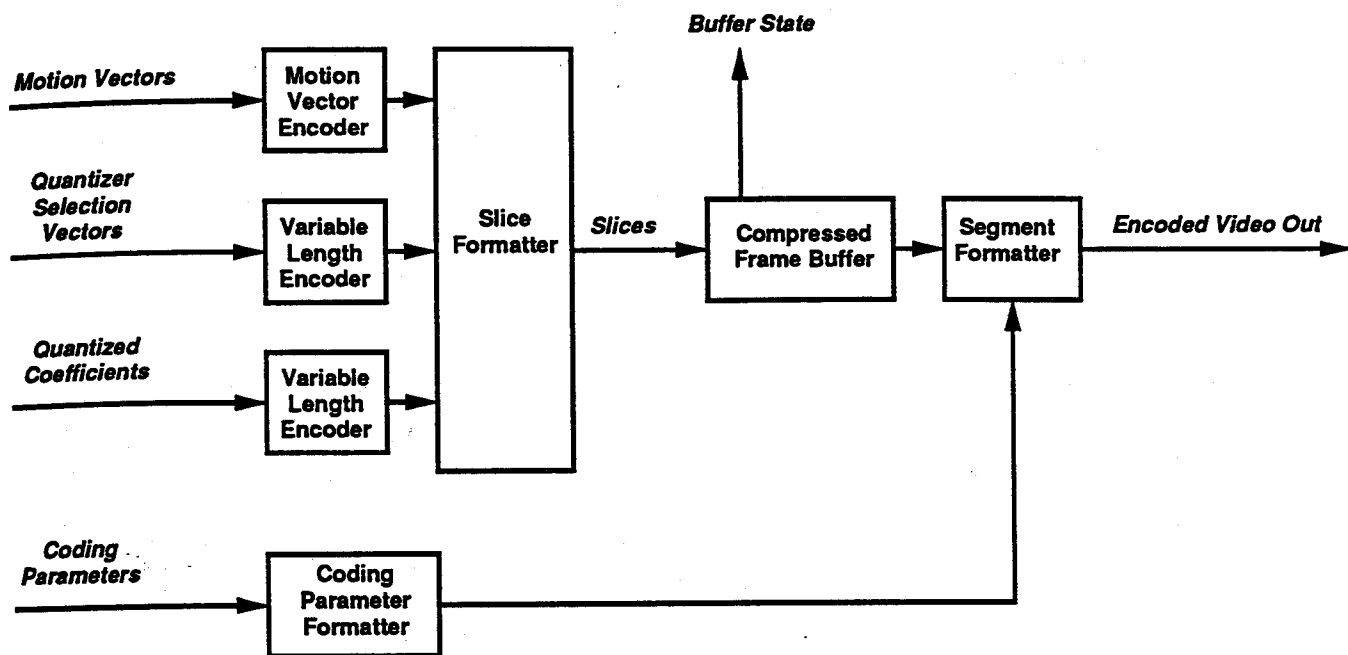 Buffer State
Motion Vectors
Motion
Vector
Encoder
Quantizer
Selection
Vectors
Variable
Length
Encoder
Slice
Formatter
Slices
Compressed
Frame Buffer
Segment
Formatter
Encoded Video Out
Quantized
Coefficients
Variable
Length
Encoder
Coding
Parameters
Coding
Parameter
Formatter